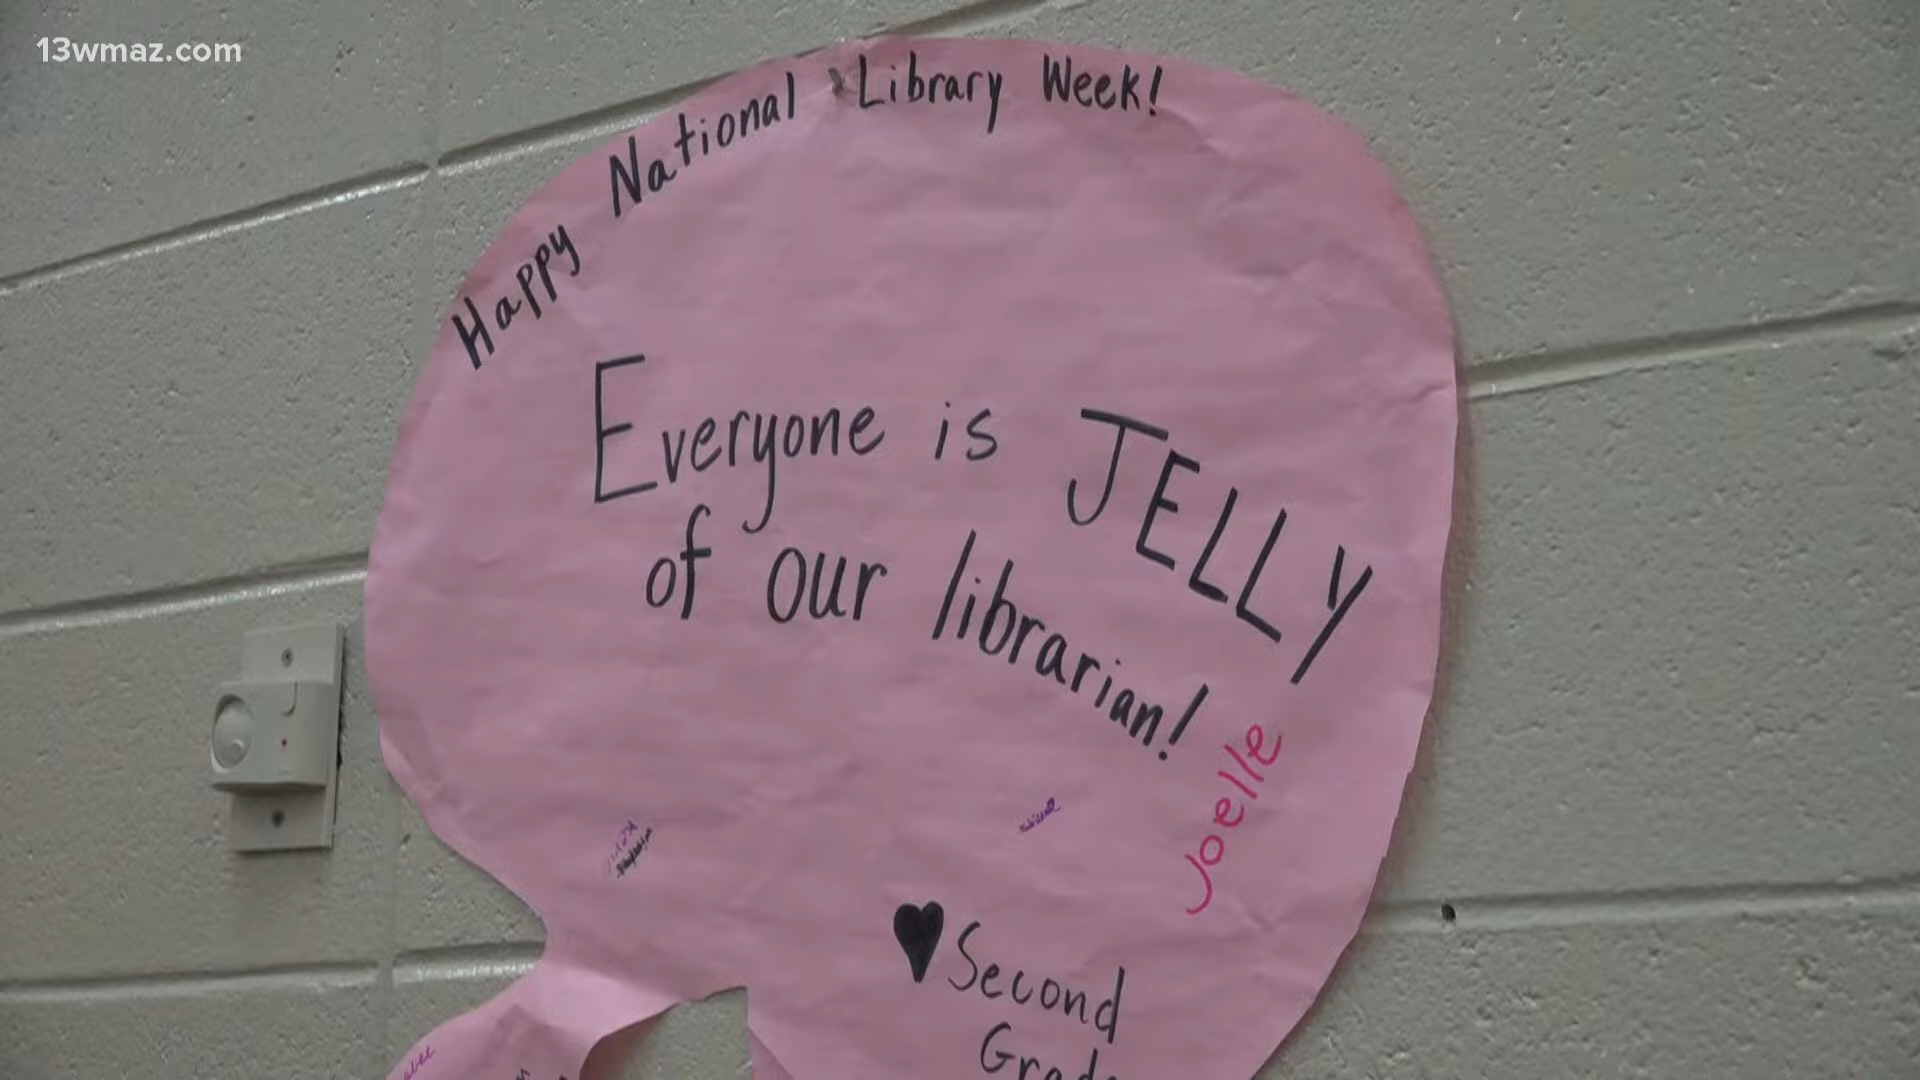 13wmaz.com
Happy National Library Week!
Everyone is JELLY
of our librarian!
Joelle
♥ Second